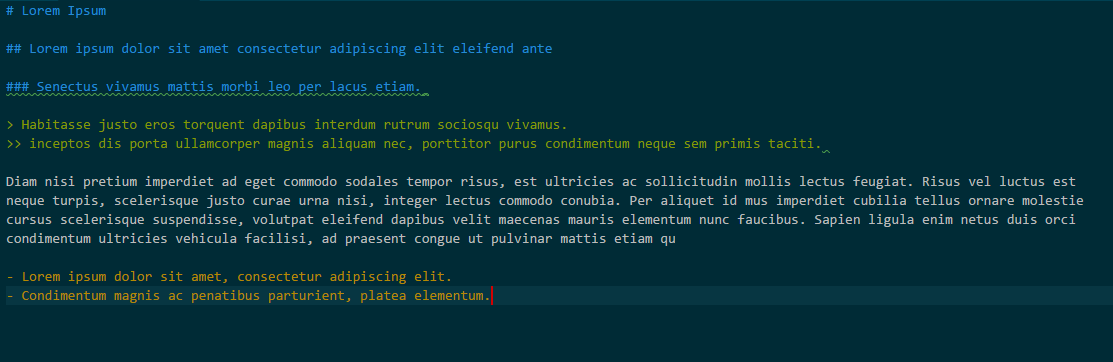 # Lorem Ipsum
## Lorem ipsum dolor sit amet consectetur adipiscing elit eleifend ante
### Senectus vivamus mattis morbi leo per lacus etiam.
> Habitasse justo eros torquent dapibus interdum rutrum sociosqu vivamus.
>> inceptos dis porta ullamcorper magnis aliquam nec, porttitor purus condimentum neque sem primis taciti.
Diam nisi pretium imperdiet ad eget commodo sodales tempor risus, est ultricies ac sollicitudin mollis lectus feugiat. Risus vel luctus est
neque turpis, scelerisque justo curae urna nisi, integer lectus commodo conubia. Per aliquet id mus imperdiet cubilia tellus ornare molestie
cursus scelerisque suspendisse, volutpat eleifend dapibus velit maecenas mauris elementum nunc faucibus. Sapien ligula enim netus duis orci
condimentum ultricies vehicula facilisi, ad praesent congue ut pulvinar mattis etiam qu
- Lorem ipsum dolor sit amet, consectetur adipiscing elit.
- Condimentum magnis ac penatibus parturient, platea elementum.